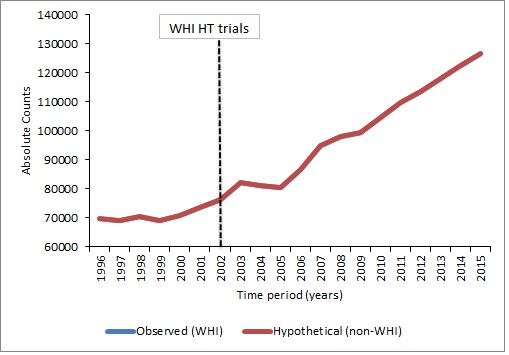 WHI HT trials
140000
130000
120000
110000
100000
90000
80000
70000
60000
Absolute Counts
1996 1997 1998 1999 2000 2001 2002 2003 2004 2005 2006 2007 2008 2009 2010 2011 2012 2013 2014 2015
Time period (years)
Observed (WHI) Hypothetical (non-WHI)